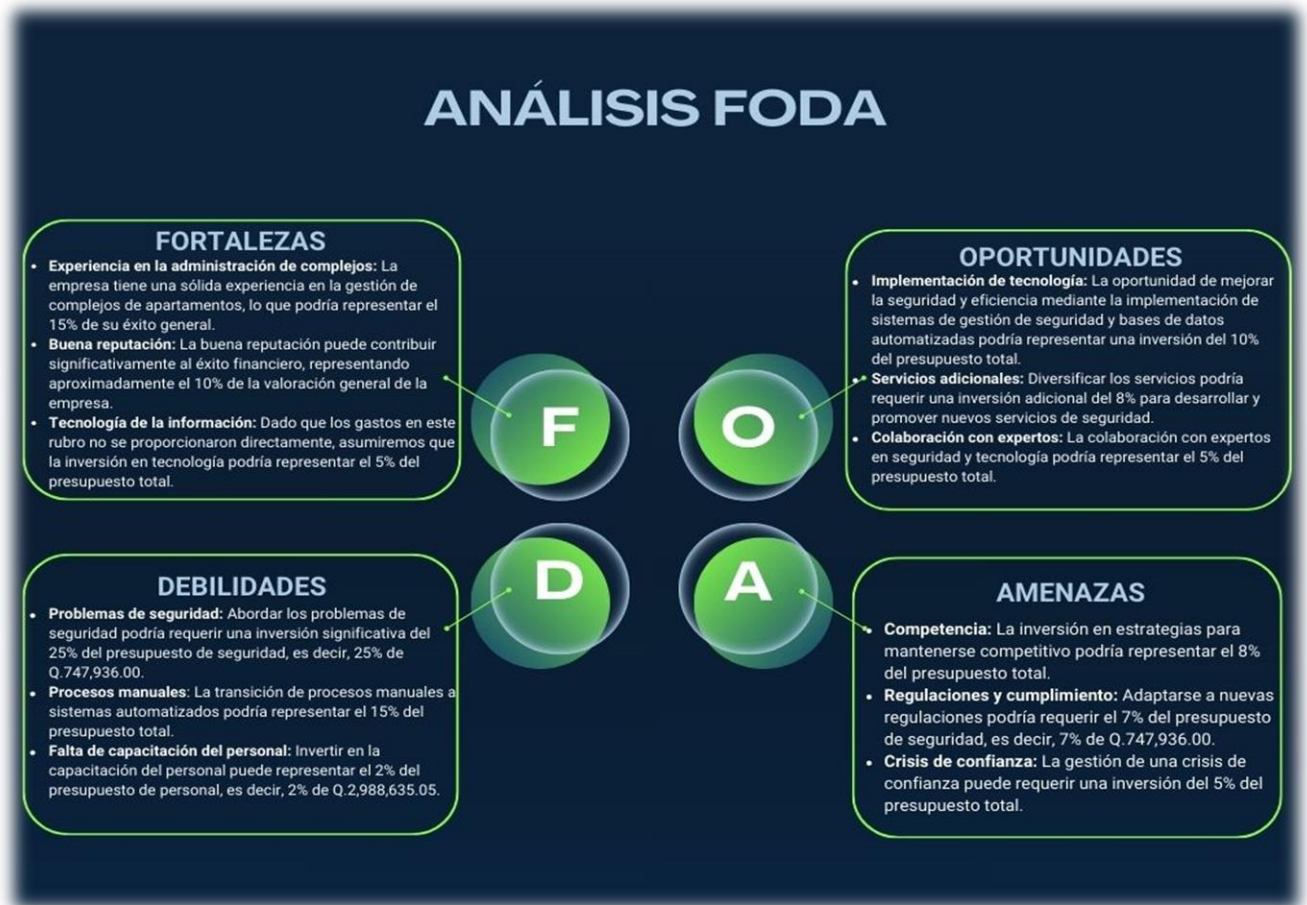 ANÁLISIS FODA
FORTALEZAS
• Experiencia en la administración de complejos: La
empresa tiene una sólida experiencia en la gestión de
complejos de apartamentos, lo que podría representar el
15% de su éxito general.
• Buena reputación: La buena reputación puede contribuir
significativamente al éxito financiero, representando
aproximadamente el 10% de la valoración general de la
empresa.
• Tecnología de la información: Dado que los gastos en este
rubro no se proporcionaron directamente, asumiremos que
la inversión en tecnología podría representar el 5% del
presupuesto total.
F
O
OPORTUNIDADES
• Implementación de tecnología: La oportunidad de mejorar
la seguridad y eficiencia mediante la implementación de
sistemas de gestión de seguridad y bases de datos
automatizadas podría representar una inversión del 10%
del presupuesto total.
• Servicios adicionales: Diversificar los servicios podría
requerir una inversión adicional del 8% para desarrollar y
promover nuevos servicios de seguridad.
• Colaboración con expertos: La colaboración con expertos
en seguridad y tecnología podría representar el 5% del
presupuesto total.
DEBILIDADES
• Problemas de seguridad: Abordar los problemas de
seguridad podría requerir una inversión significativa del
25% del presupuesto de seguridad, es decir, 25% de
Q.747,936.00.
• Procesos manuales: La transición de procesos manuales a
sistemas automatizados podría representar el 15% del
presupuesto total.
• Falta de capacitación del personal: Invertir en la
capacitación del personal puede representar el 2% del
presupuesto de personal, es decir, 2% de Q.2,988,635.05.
D
A
AMENAZAS
• Competencia: La inversión en estrategias para
mantenerse competitivo podría representar el 8%
del presupuesto total.
• Regulaciones y cumplimiento: Adaptarse a nuevas
regulaciones podría requerir el 7% del presupuesto
de seguridad, es decir, 7% de Q.747,936.00.
• Crisis de confianza: La gestión de una crisis de
confianza puede requerir una inversión del 5% del
presupuesto total.